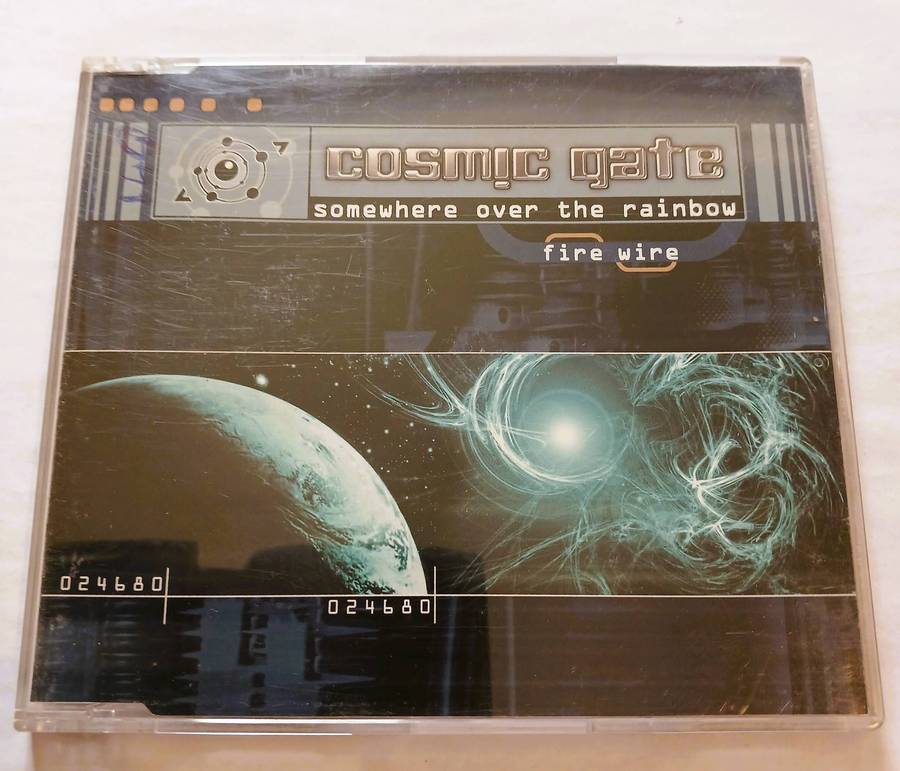 cosmic gate
somewhere over the rainbow
fire wire
024680
024680